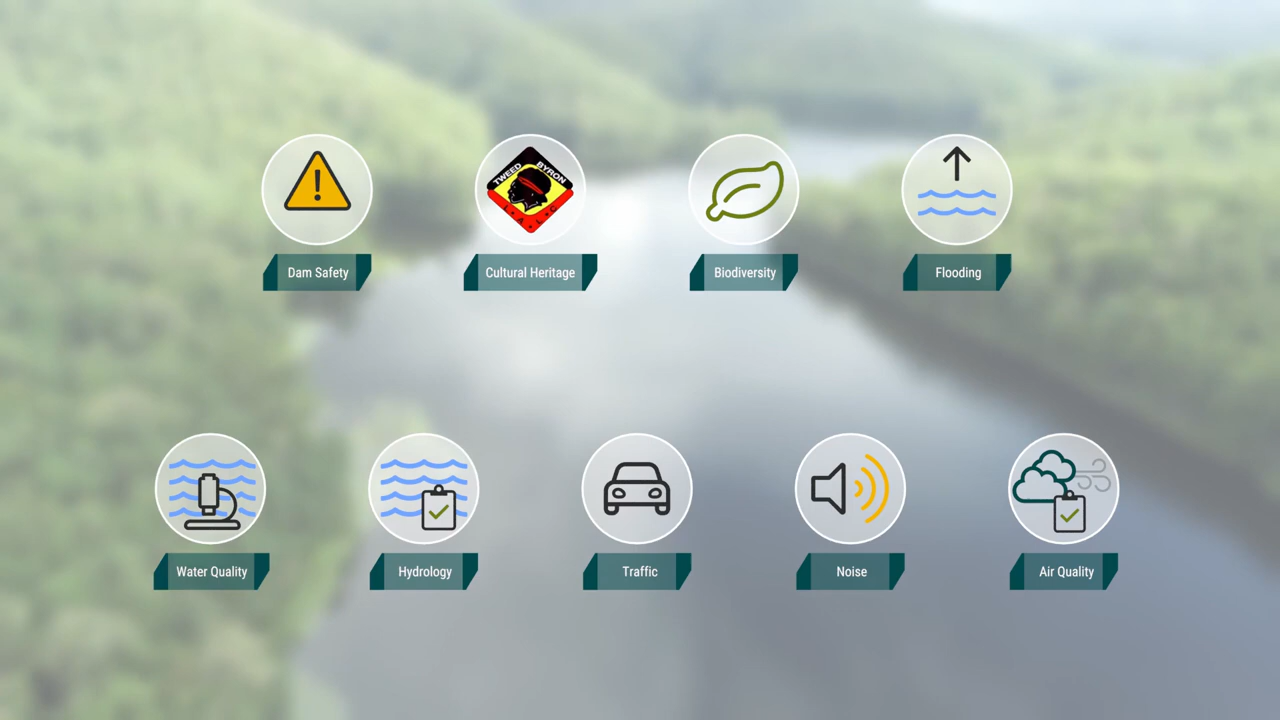 TWEED BYRON
L • A • L • C
Dam Safety
Cultural Heritage
Biodiversity
Flooding
Water Quality
Hydrology
Traffic
Noise
Air Quality